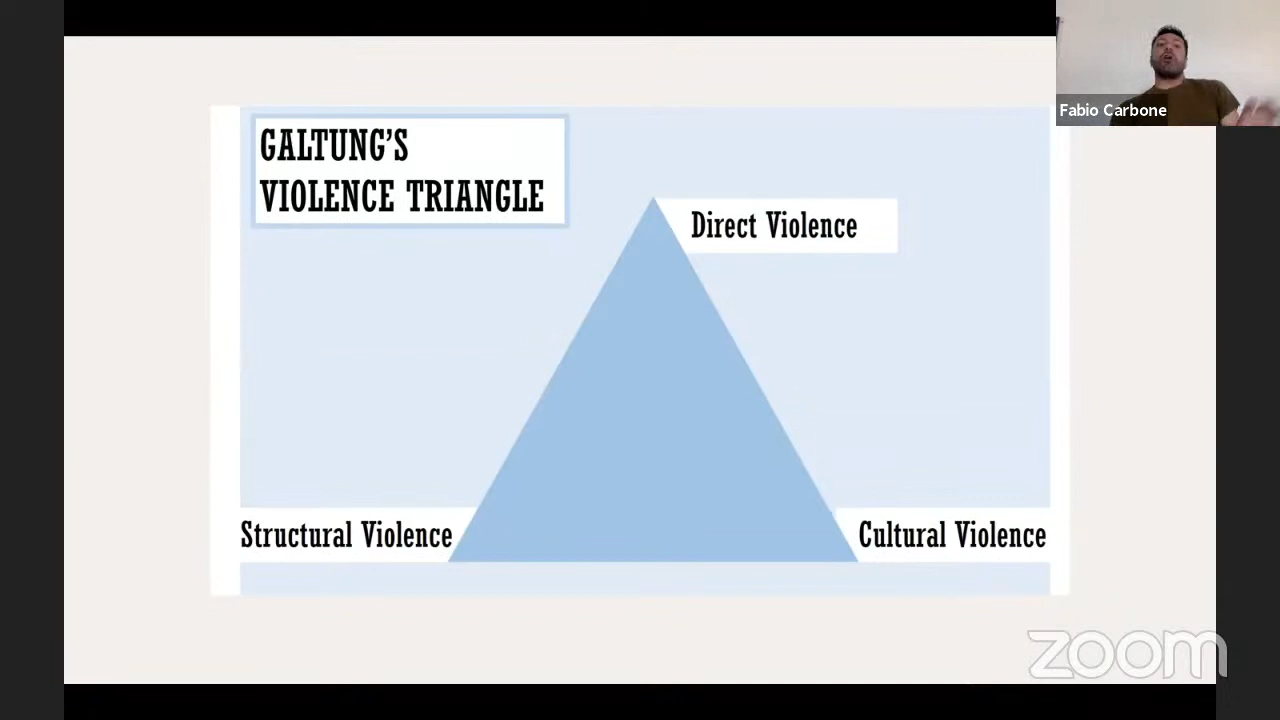 GALTUNG'S
VIOLENCE TRIANGLE
Direct Violence
Structural Violence
Cultural Violence
Fabio Carbone
zoom